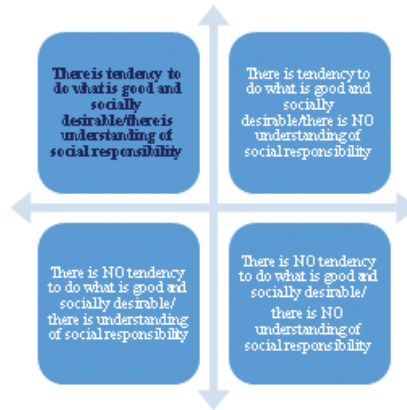 There is tendency to
do what is good and
socially
desirable/there is
understanding of
social responsibility
There is tendency to
do what is good and
socially
desirable/there is NO
understanding of
social responsibility
There is NO tendency
to do what is good and
socially desirable/
there is understanding
of social responsibility
There is NO tendency
to do what is good and
socially desirable/
there is NO
understanding of
social responsibility